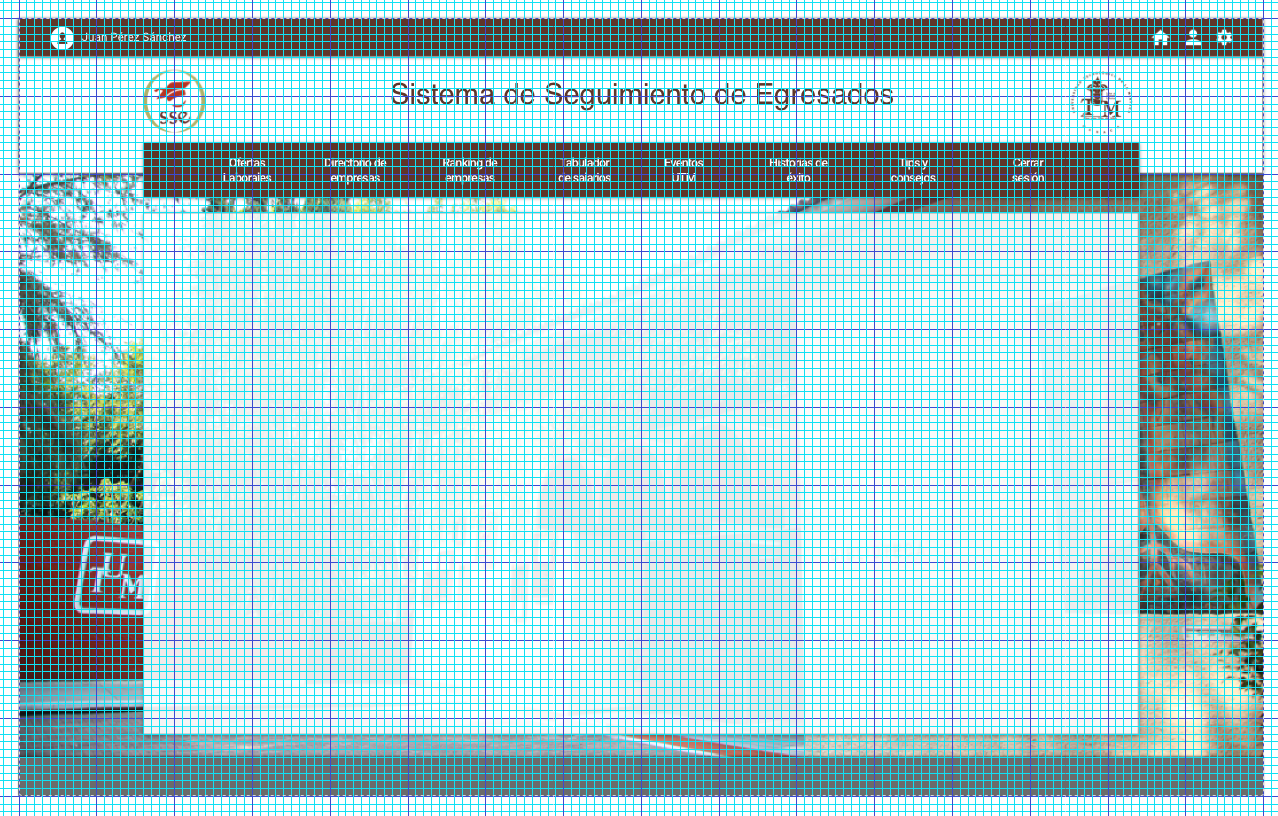 Juan Pérez Sánchez
Sistema de Seguimiento de Egresados
sse
Ofertas Laborales
Directorio de empresas
Ranking de empresas
Tabulador de salarios
Eventos UTM
Historias de éxito
Tips y consejos
Cerrar sesión